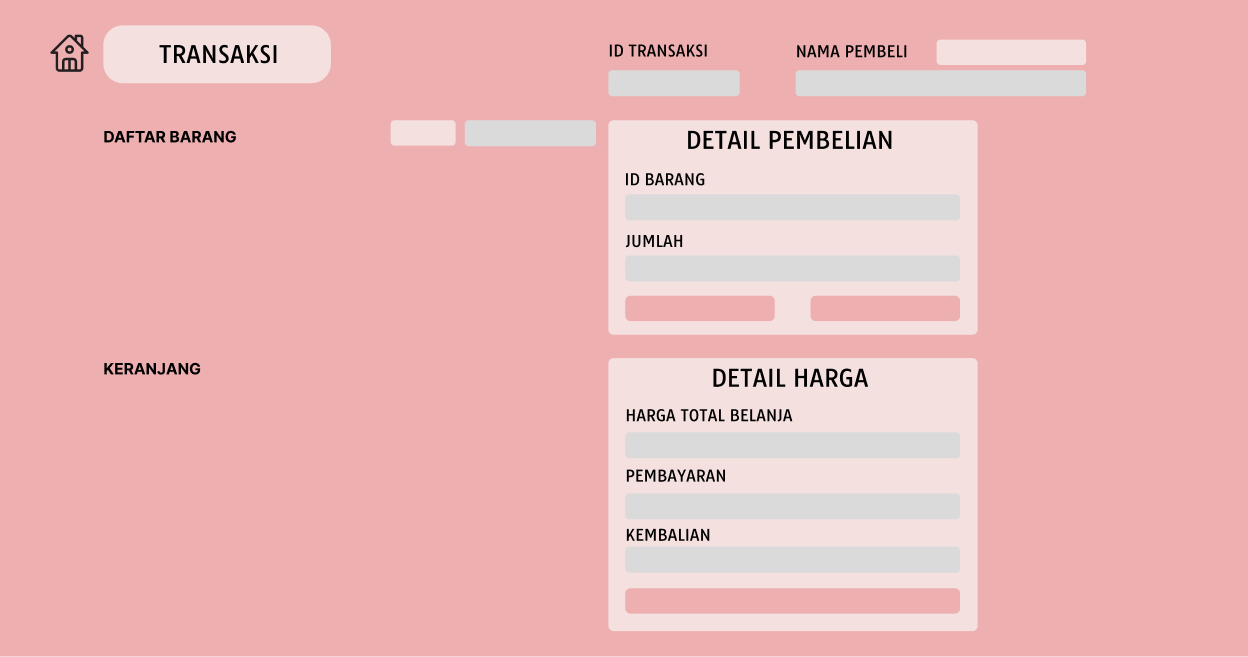 TRANSAKSI
ID TRANSAKSI
NAMA PEMBELI
DAFTAR BARANG
DETAIL PEMBELIAN
ID BARANG
JUMLAH
KERANJANG
DETAIL HARGA
HARGA TOTAL BELANJA
PEMBAYARAN
KEMBALIAN